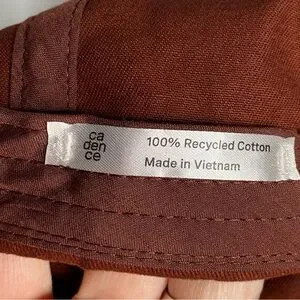 ca
den
ce
100% Recycled Cotton
Made in Vietnam